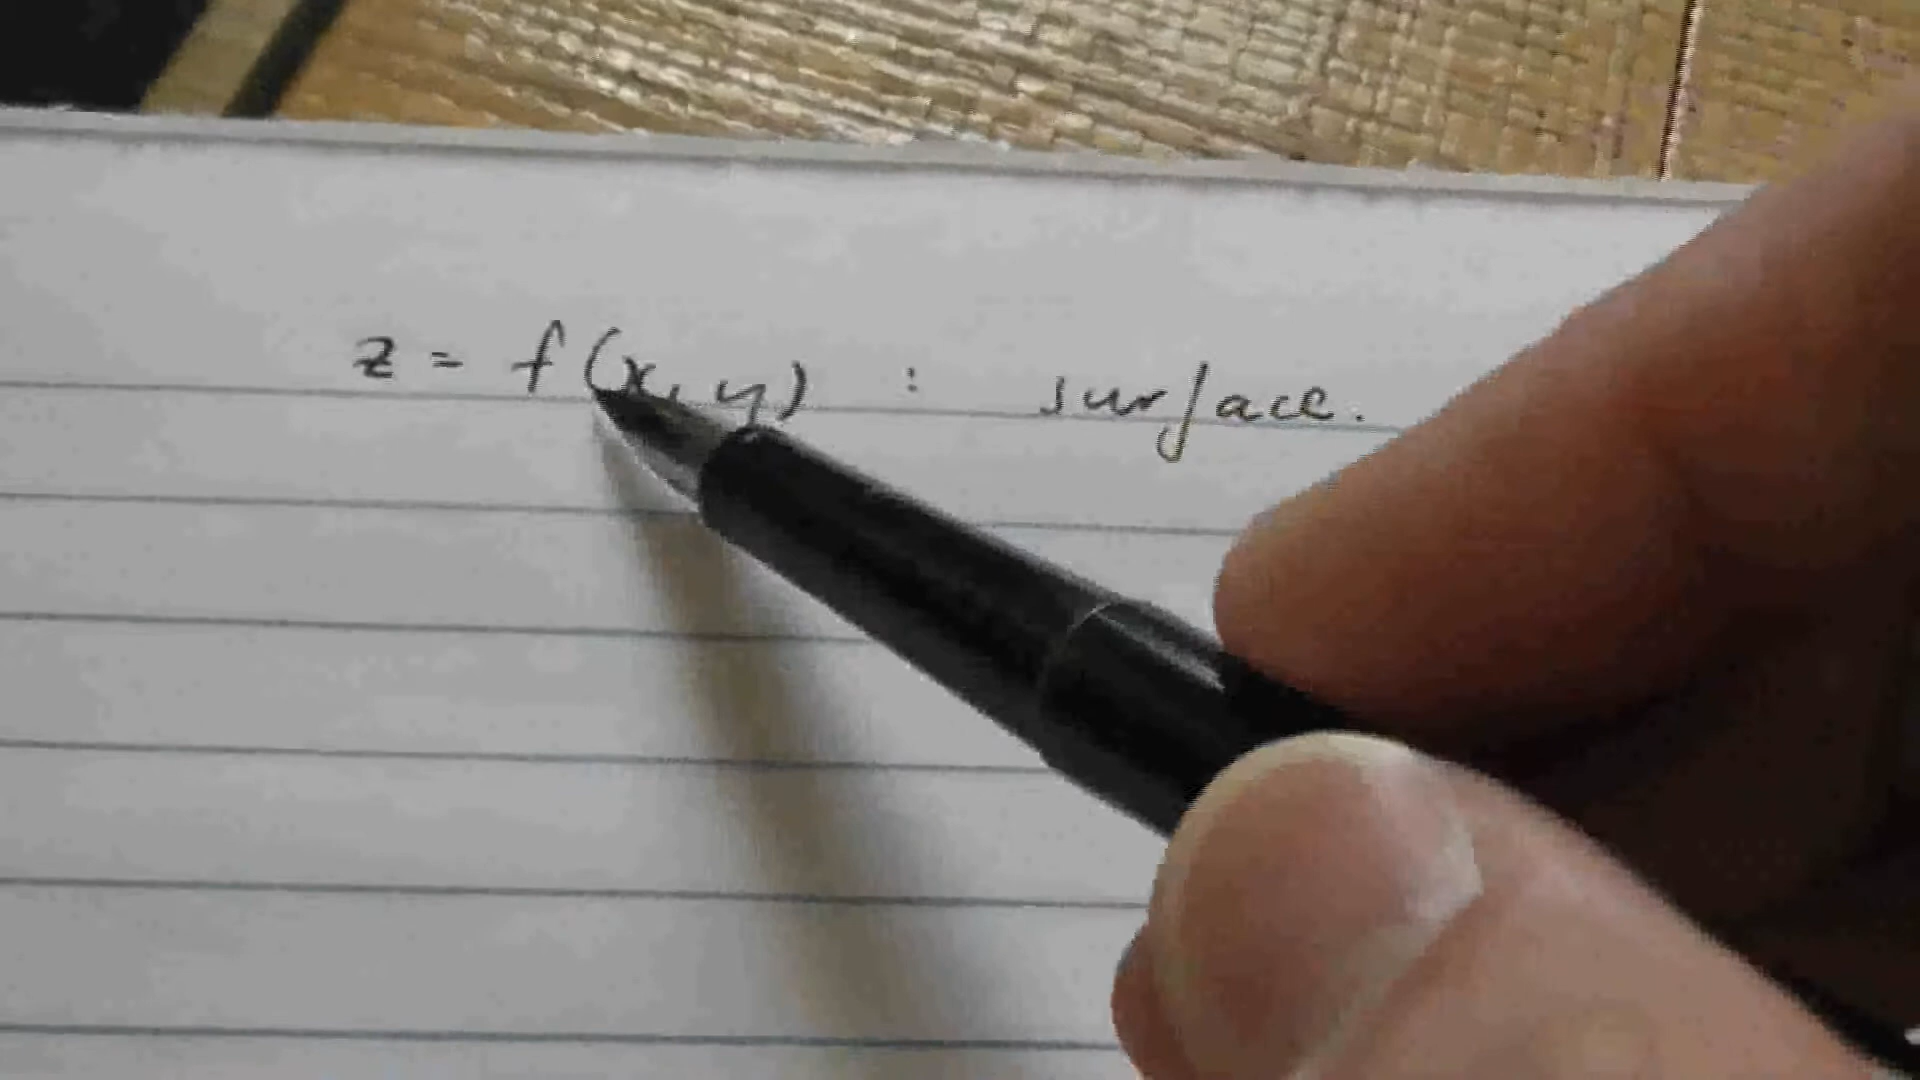 z = f(x, y) : surface.